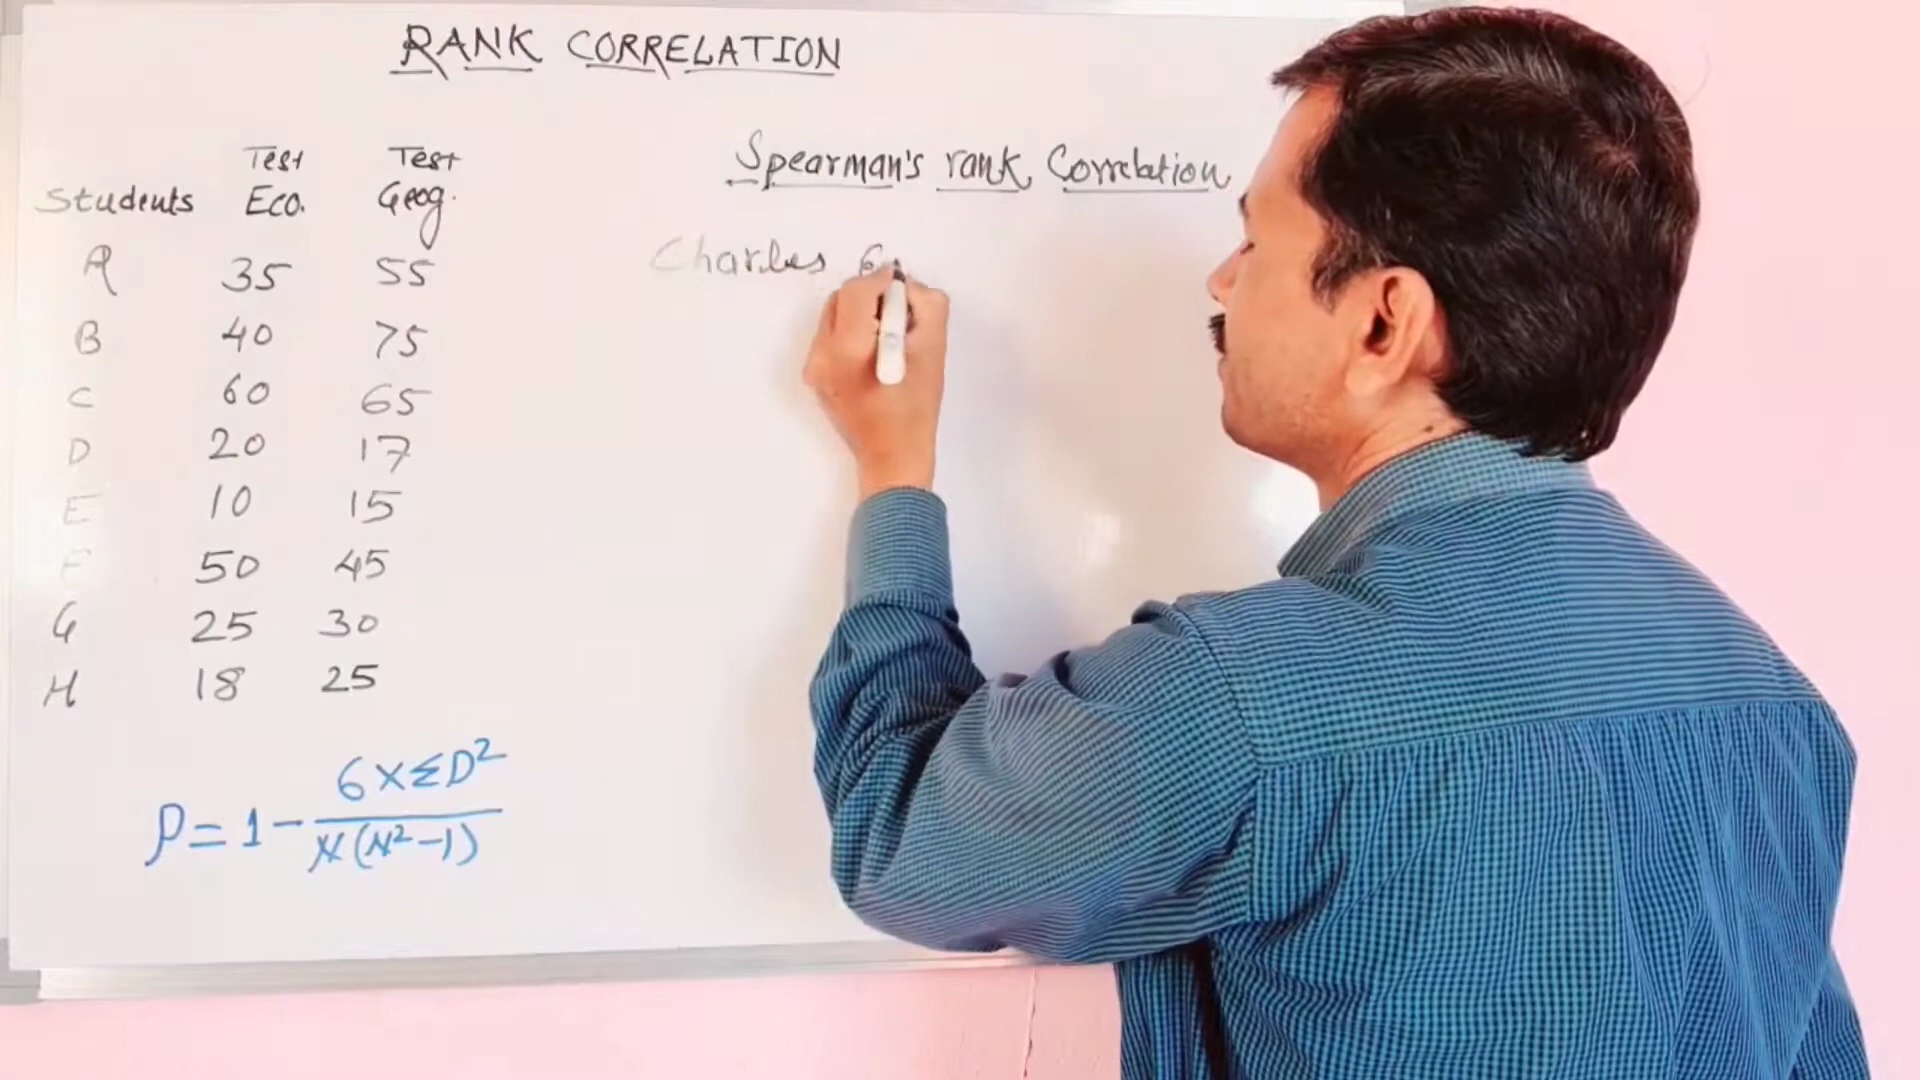 RANK CORRELATION
Test Test
Students Eco. Geog.
A 35 55
B 40 75
C 60 65
D 20 17
E 10 15
F 50 45
G 25 30
H 18 25
ρ = 1 - 6×ΣD² / N(N²-1)
Spearman's rank Correlation
Charles